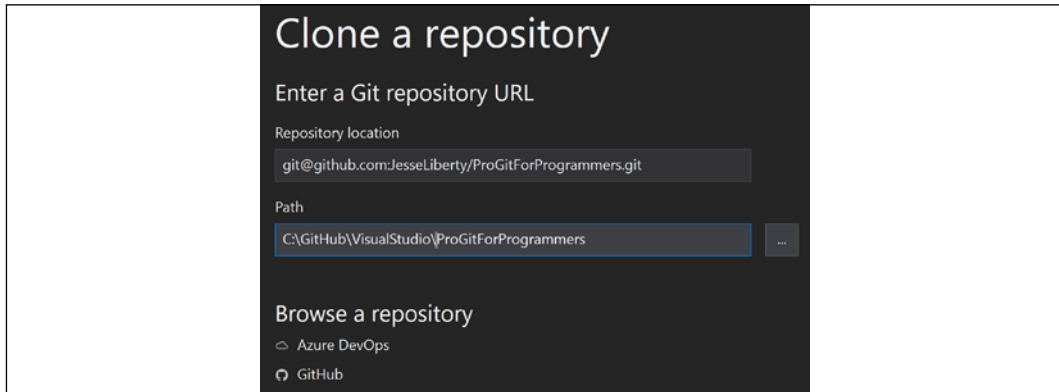 Clone a repository
Enter a Git repository URL
Repository location
git@github.com:JesseLiberty/ProGitForProgrammers.git
Path
C:\GitHub\VisualStudio\ProGitForProgrammers
...
Browse a repository
Azure DevOps
GitHub